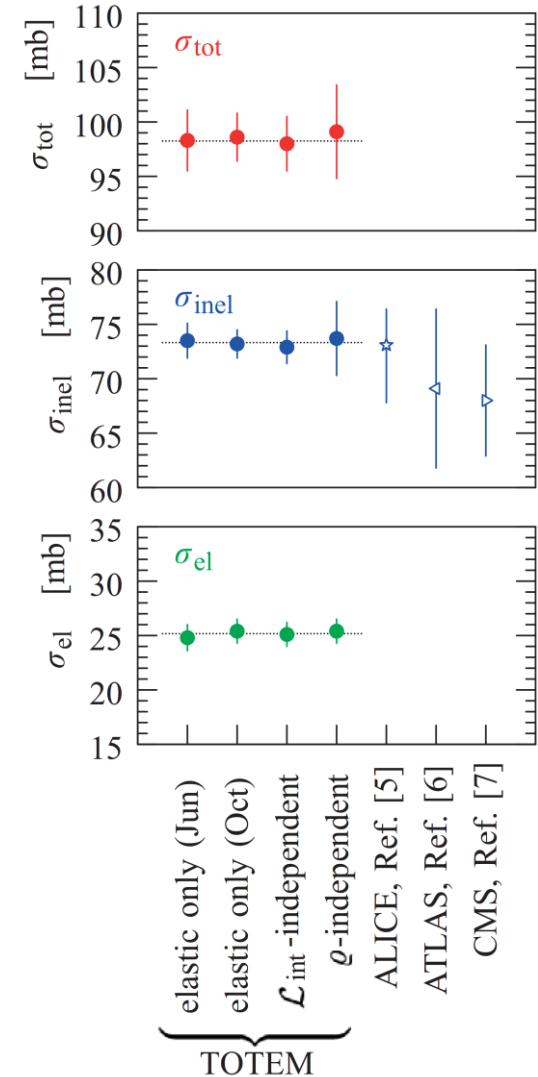 σtot [mb]
110
105
100
95
90
σtot
σinel [mb]
80
75
70
65
60
σinel
σel [mb]
35
30
25
20
15
σel
elastic only (Jun)
elastic only (Oct)
ℒint-independent
ϱ-independent
ALICE, Ref. [5]
ATLAS, Ref. [6]
CMS, Ref. [7]
TOTEM